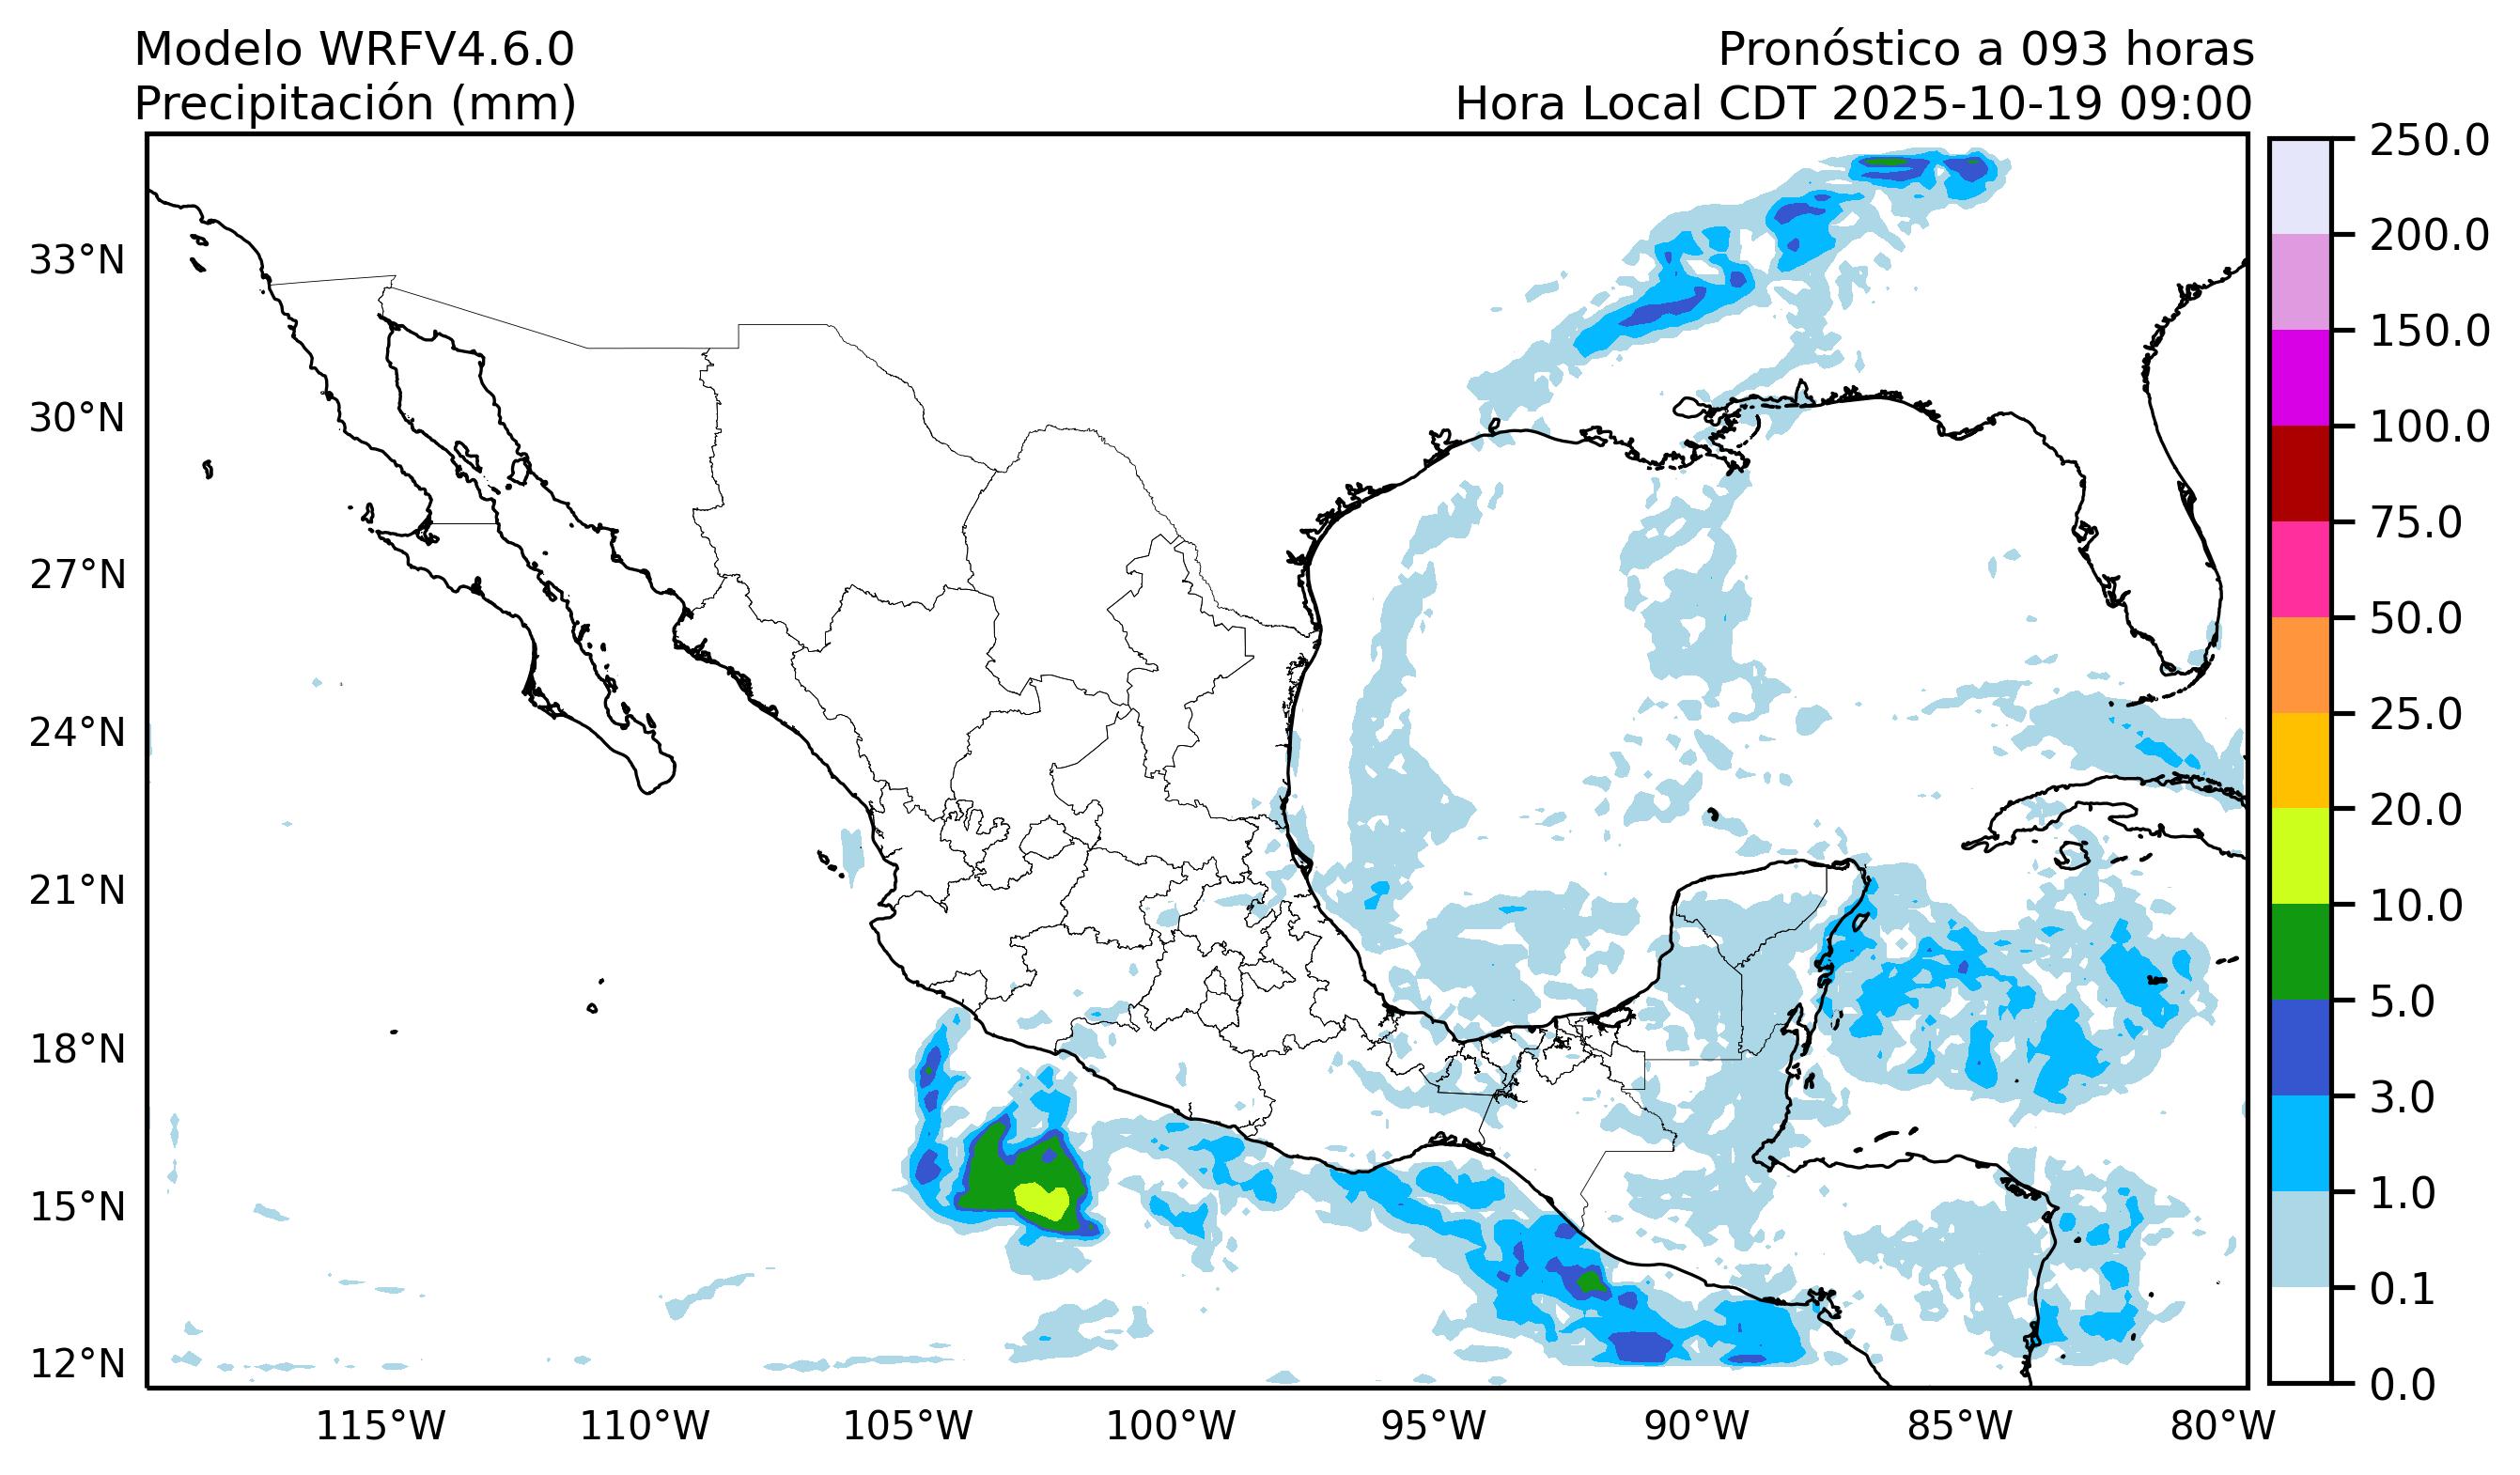 Modelo WRFV4.6.0
Precipitación (mm)
Pronóstico a 093 horas
Hora Local CDT 2025-10-19 09:00
33°N
30°N
27°N
24°N
21°N
18°N
15°N
12°N
115°W
110°W
105°W
100°W
95°W
90°W
85°W
80°W
250.0
200.0
150.0
100.0
75.0
50.0
25.0
20.0
10.0
5.0
3.0
1.0
0.1
0.0